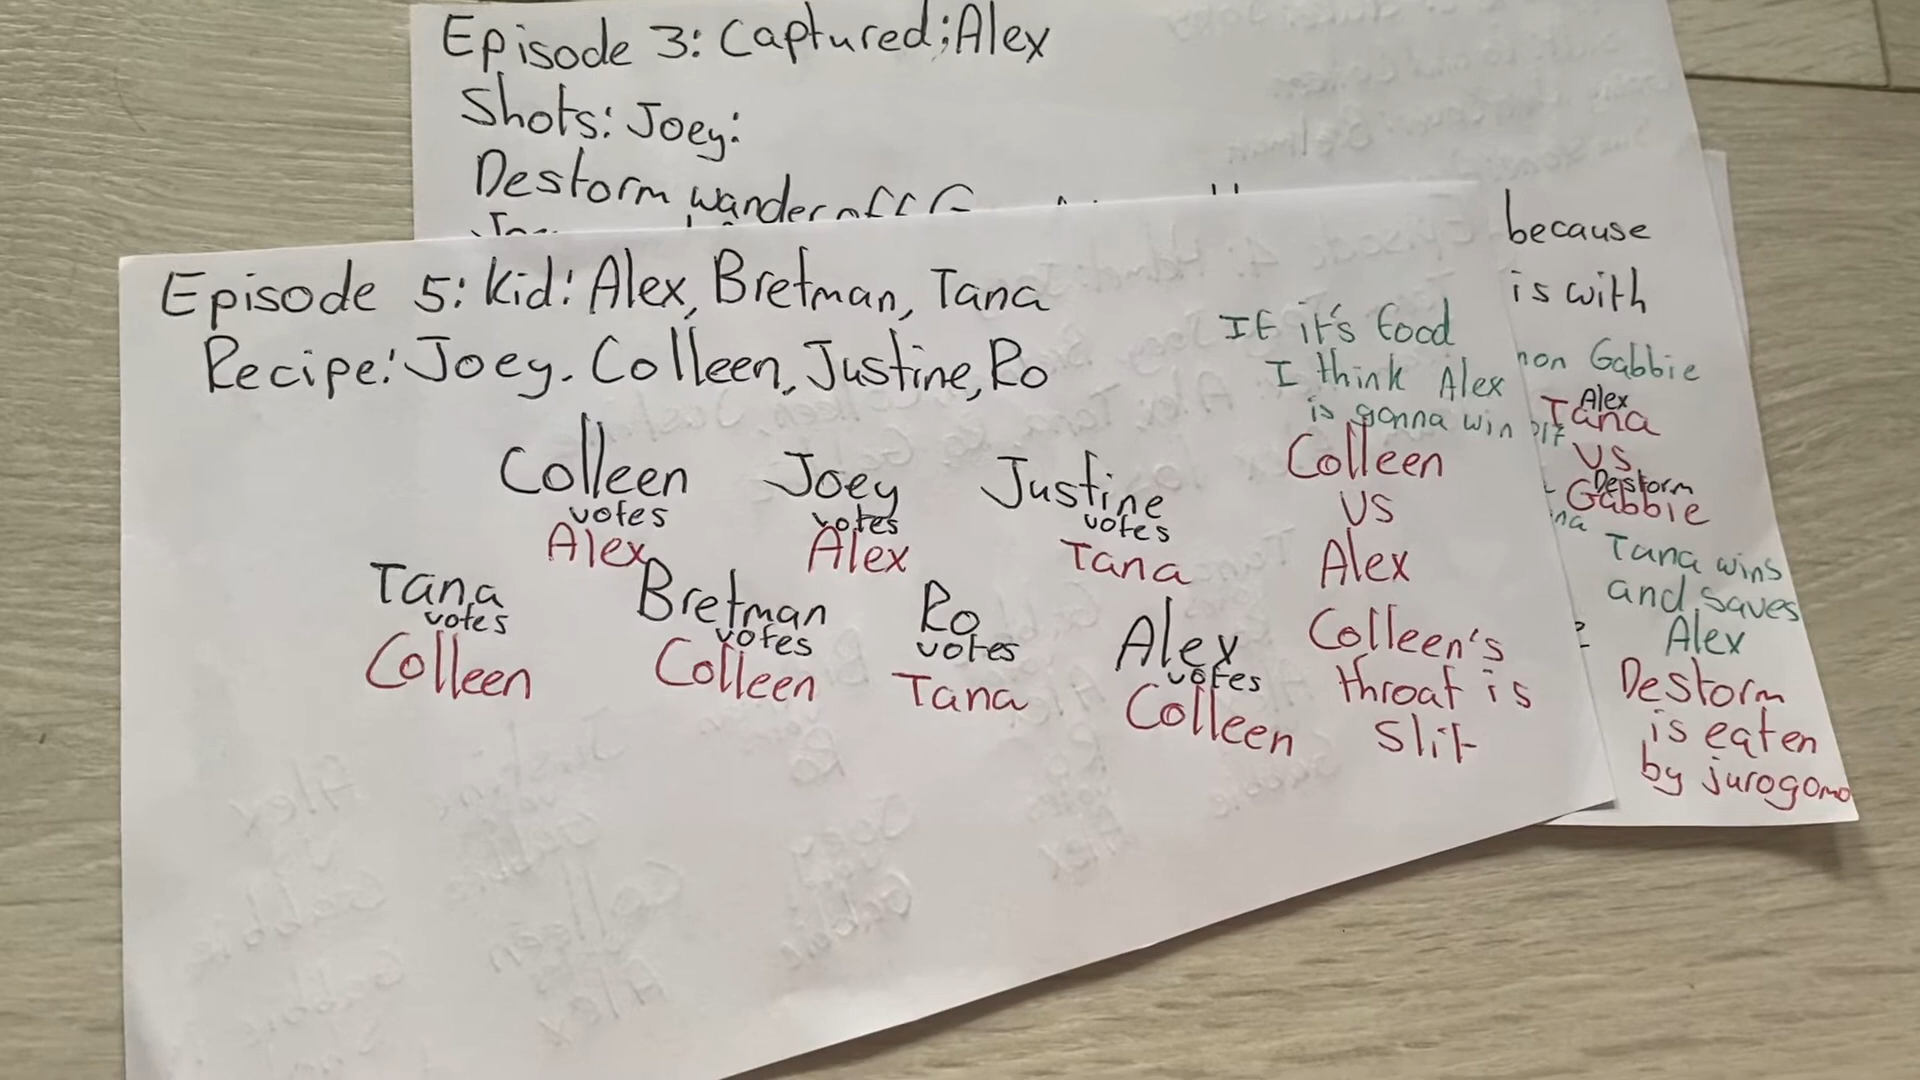 Episode 3: Captured: Alex
Shots: Joey:
Destorm wander off
Episode 5: Kid: Alex, Bretman, Tana
Recipe: Joey. Colleen, Justine, Ro
Colleen
votes
Alex
Joey
votes
Alex
Justine
votes
Tana
Tana
votes
Colleen
Bretman
votes
Colleen
Ro
votes
Tana
Alex
votes
Colleen
If it's food
I think Alex
is gonna win
Colleen
VS
Alex
Colleen's
throat is
slit
because
is with
Gabbie
Alex
Tana
VS
Destorm
Gabbie
Tana wins
and saves
Alex
Destorm
is eaten
by jurogomo